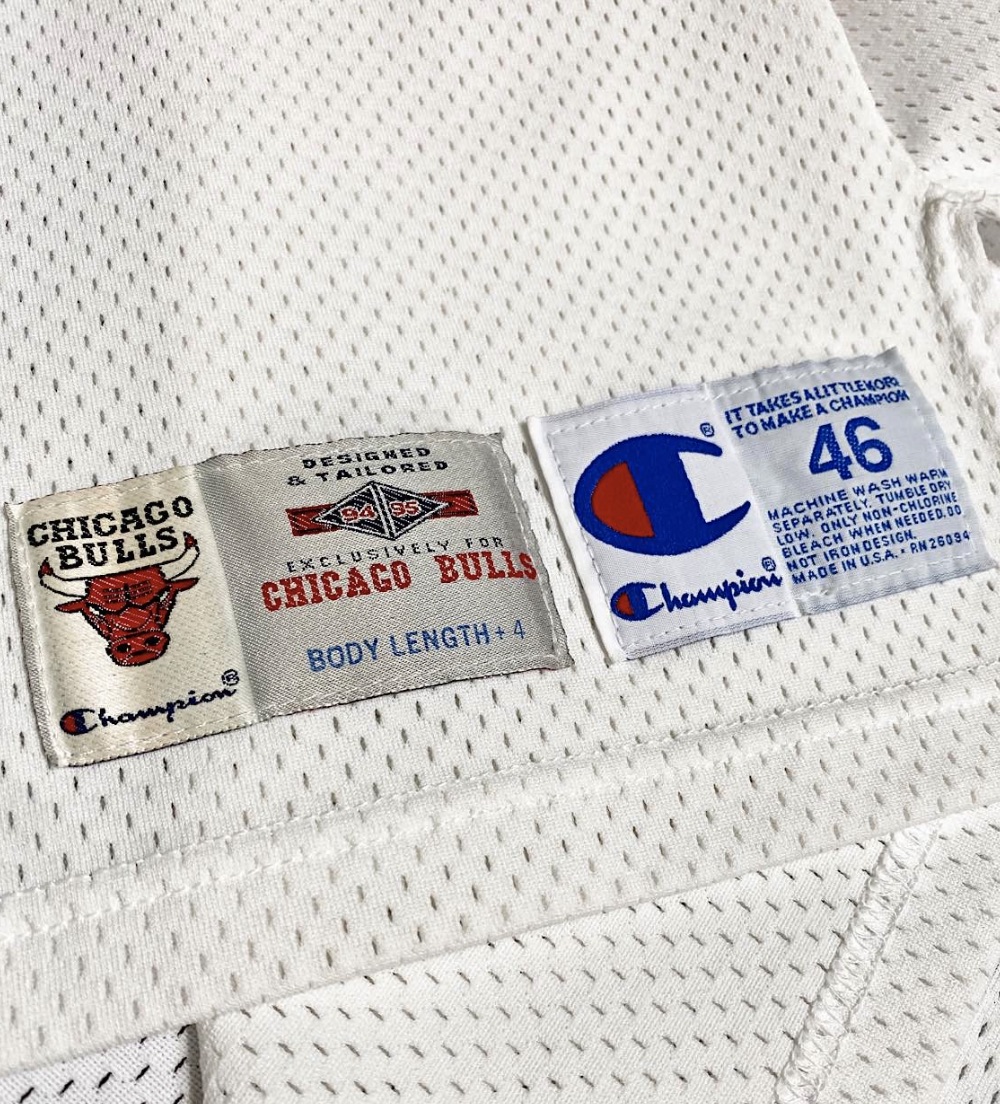 CHICAGO
BULLS
Champion®
DESIGNED
& TAILORED
94 95
EXCLUSIVELY FOR
CHICAGO BULLS
BODY LENGTH + 4
®
Champion®
IT TAKES A LITTLE MORE
TO MAKE A CHAMPION
46
MACHINE WASH WARM
SEPARATELY, TUMBLE DRY
LOW. ONLY NON-CHLORINE
BLEACH WHEN NEEDED. DO
NOT IRON DESIGN.
MADE IN U.S.A. • RN26094